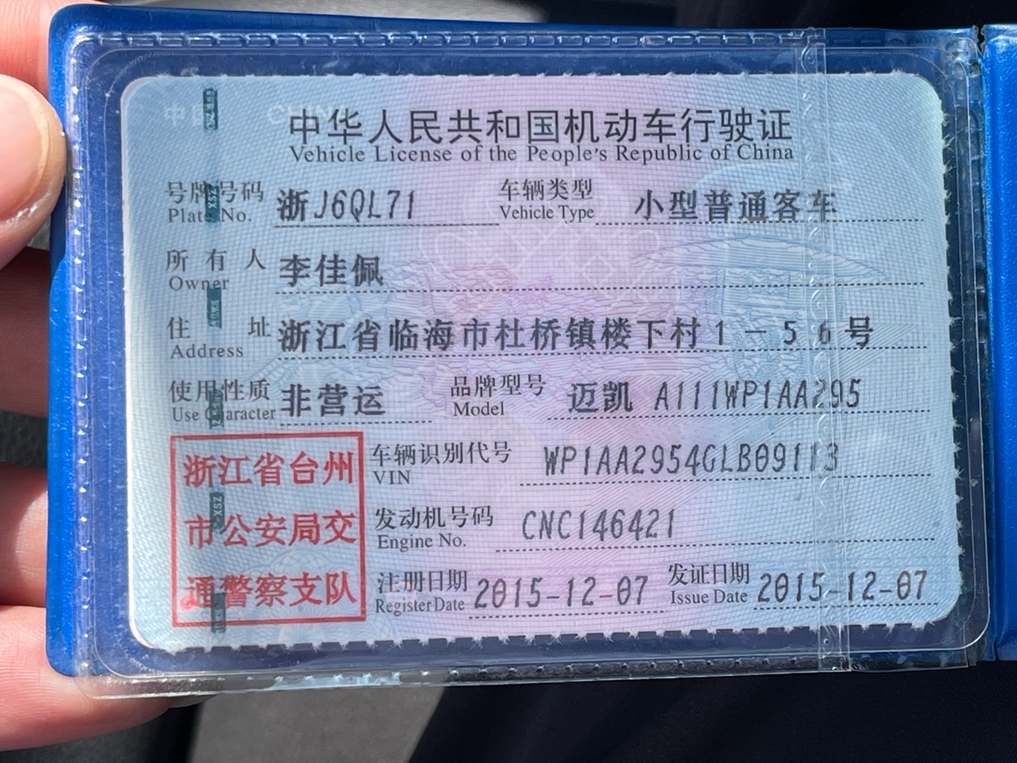 中华人民共和国机动车行驶证
Vehicle License of the People's Republic of China
号牌号码 浙J6QL71 车辆类型 小型普通客车
Plate No. Vehicle Type
所有人 李佳佩
Owner
住址 浙江省临海市杜桥镇楼下村1-56号
Address
使用性质 非营运 品牌型号 迈凯 A111WP1AA295
Use Character Model
浙江省台州
市公安局交
通警察支队
车辆识别代号 WP1AA2954GLB09113
VIN
发动机号码 CNC146421
Engine No.
注册日期 2015-12-07 发证日期 2015-12-07
Register Date Issue Date